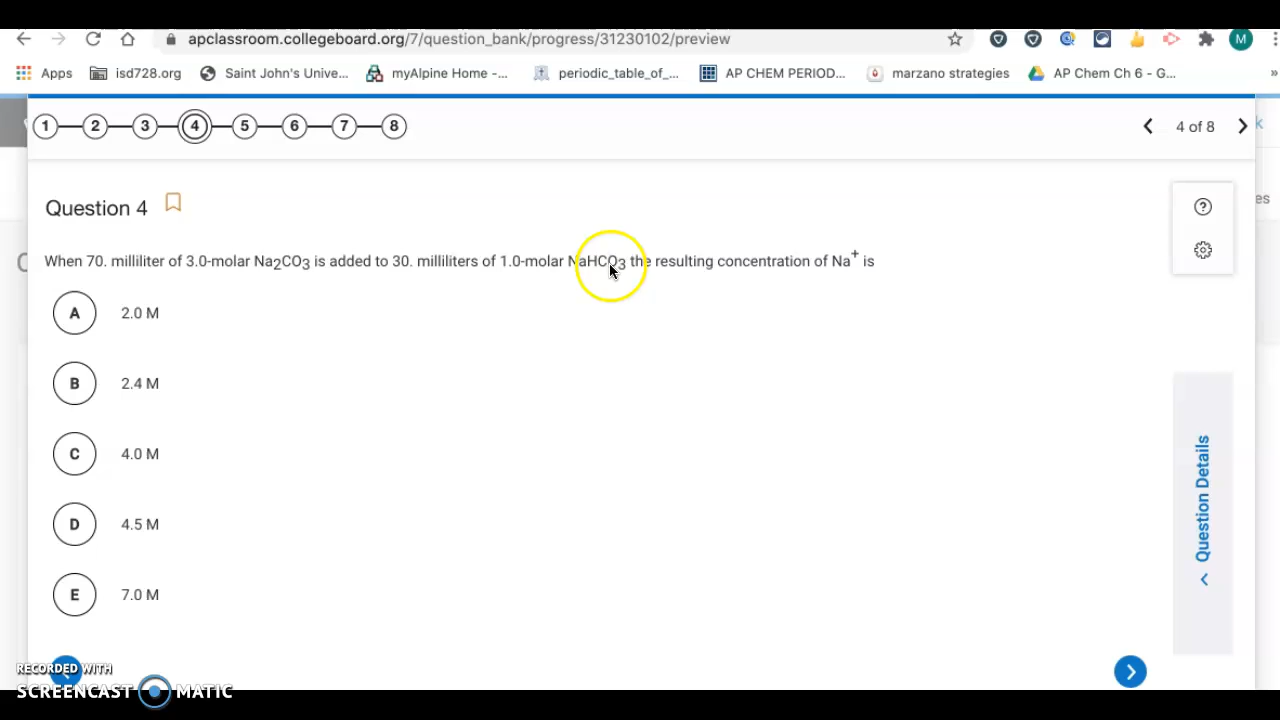 apclassroom.collegeboard.org/7/question_bank/progress/31230102/preview
M
Apps isd728.org Saint John's Unive... myAlpine Home -... periodic_table_of_... AP CHEM PERIOD... marzano strategies AP Chem Ch 6 - G... »
1 2 3 4 5 6 7 8 4 of 8
Question 4
?
When 70. milliliter of 3.0-molar Na₂CO₃ is added to 30. milliliters of 1.0-molar NaHCO₃ the resulting concentration of Na⁺ is
A 2.0 M
B 2.4 M
C 4.0 M
D 4.5 M
E 7.0 M
Question Details
RECORDED WITH
SCREENCAST MATIC